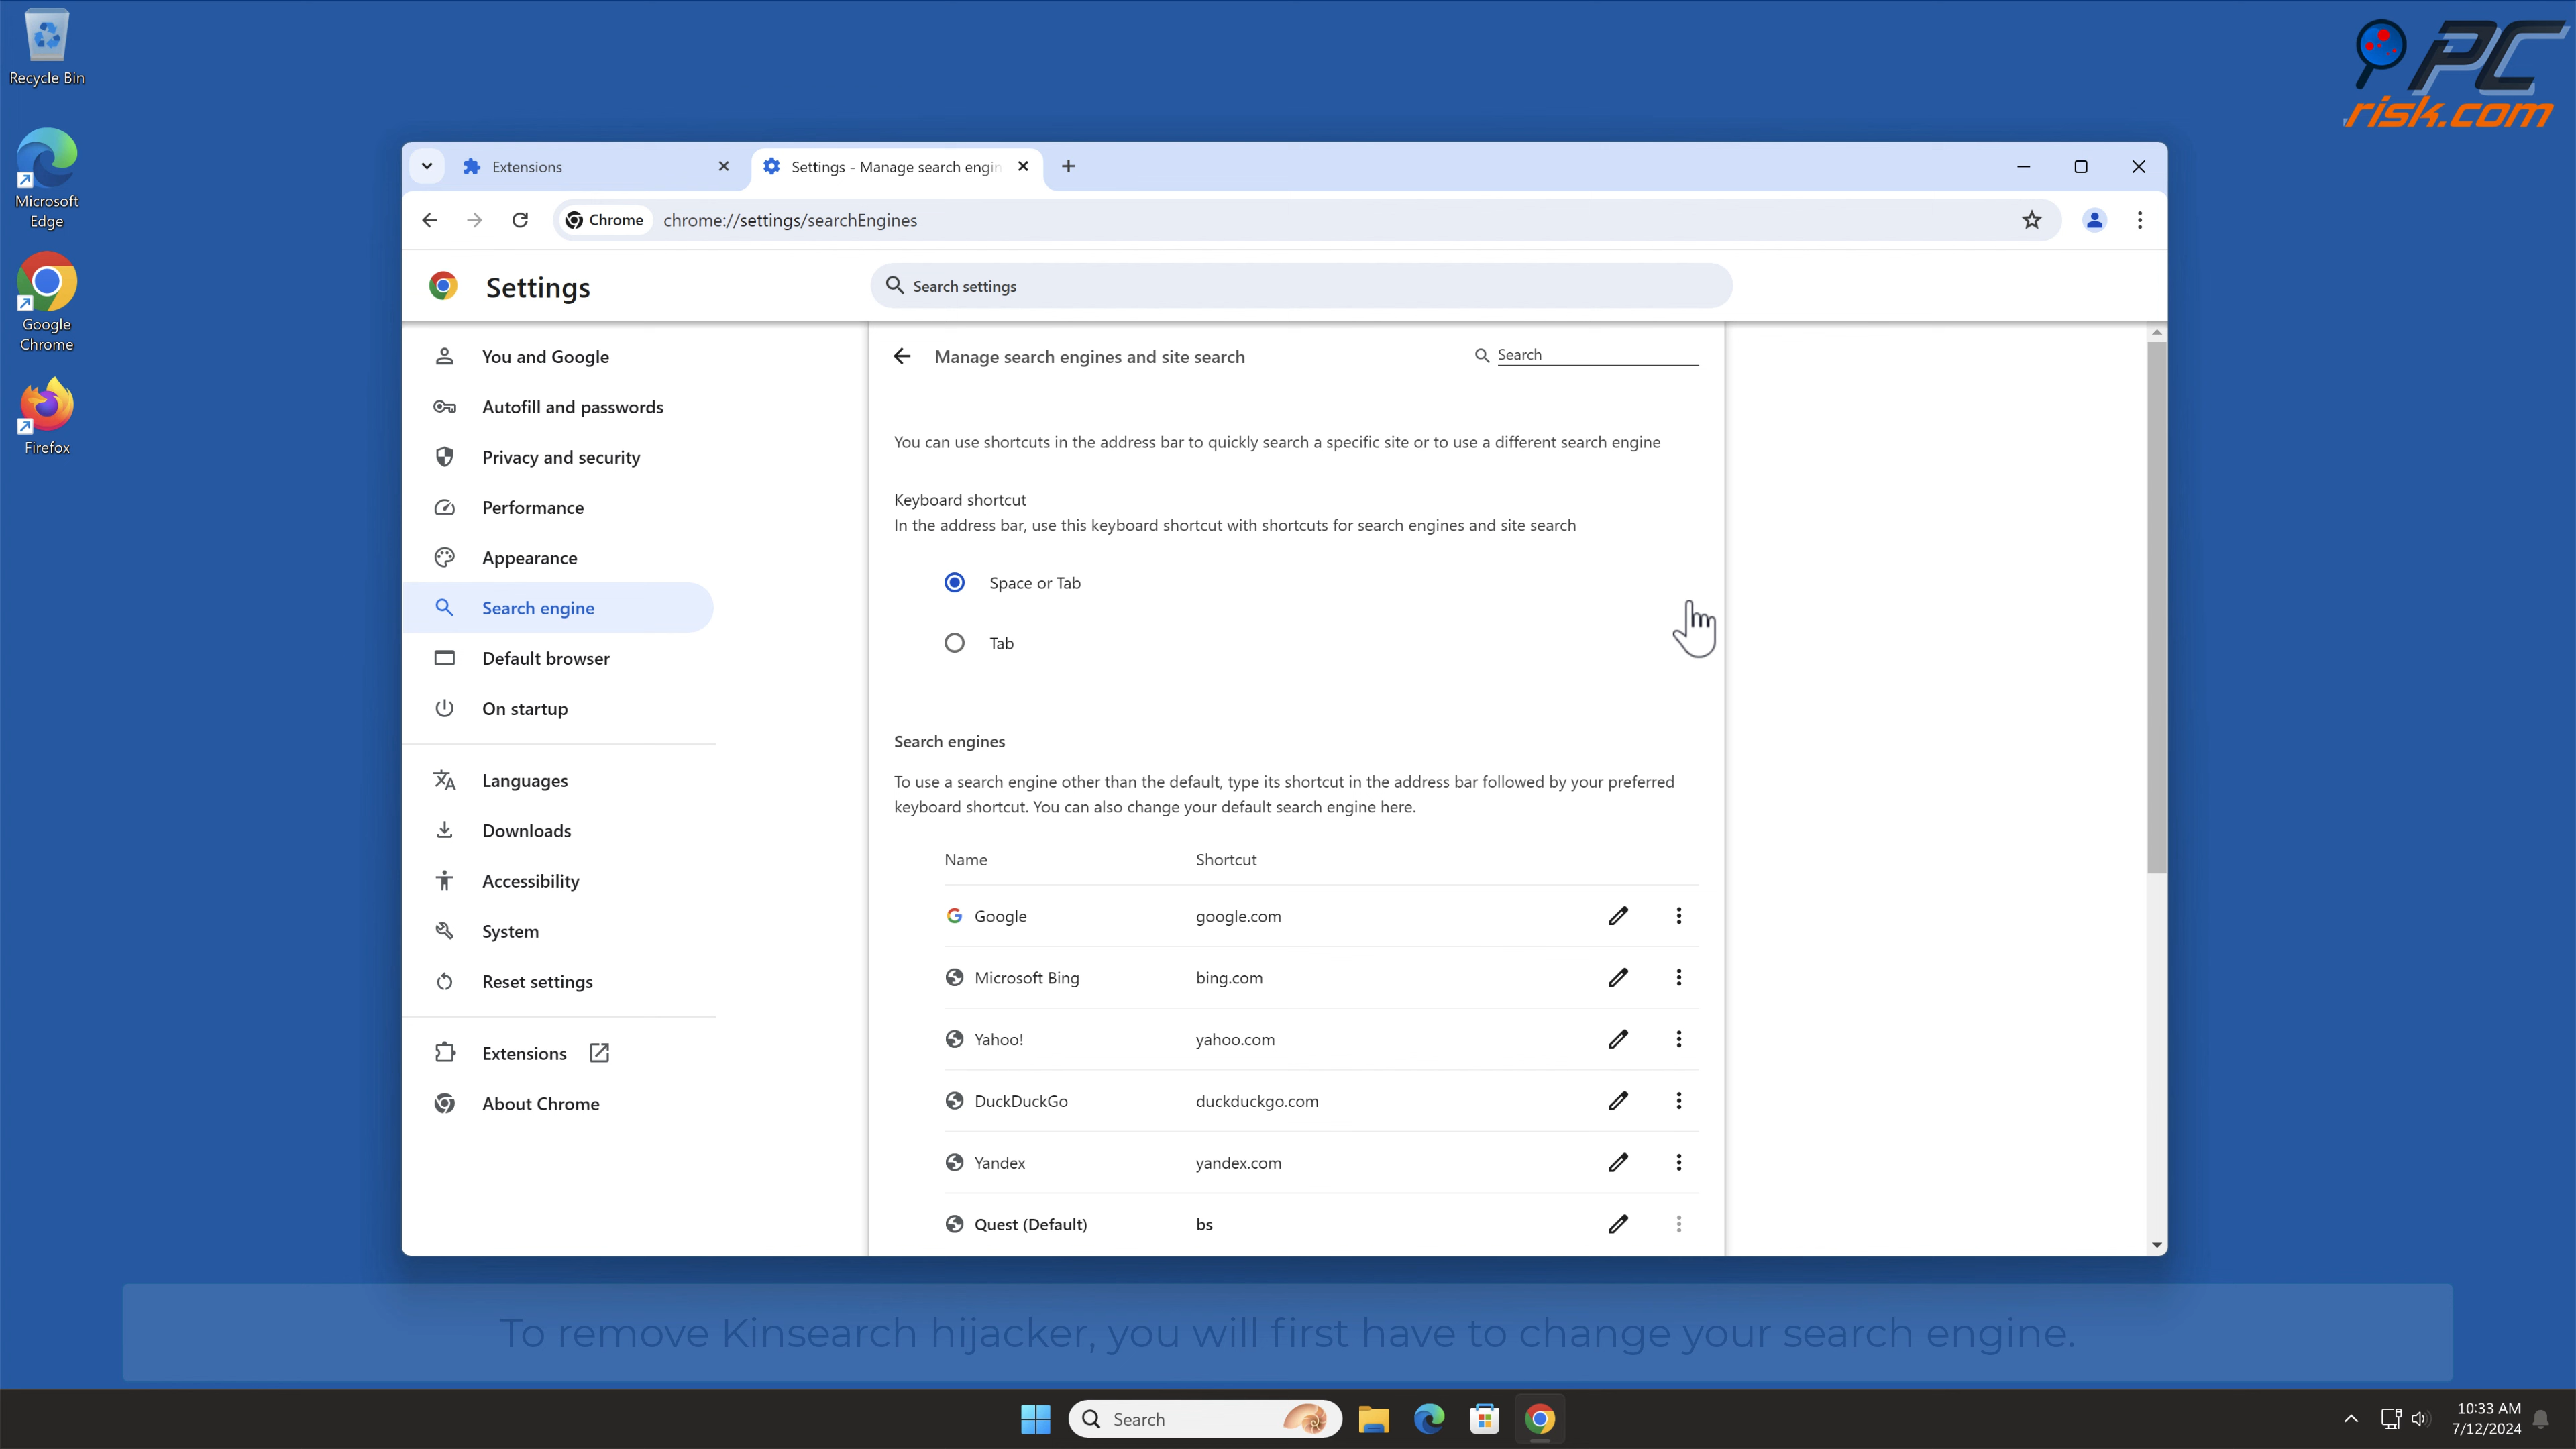 Recycle Bin
Microsoft
Edge
Google
Chrome
Firefox
PC
risk.com
Extensions
Settings - Manage search engin
Chrome
chrome://settings/searchEngines
Settings
Search settings
You and Google
Autofill and passwords
Privacy and security
Performance
Appearance
Search engine
Default browser
On startup
Languages
Downloads
Accessibility
System
Reset settings
Extensions
About Chrome
Manage search engines and site search
Search
You can use shortcuts in the address bar to quickly search a specific site or to use a different search engine
Keyboard shortcut
In the address bar, use this keyboard shortcut with shortcuts for search engines and site search
Space or Tab
Tab
Search engines
To use a search engine other than the default, type its shortcut in the address bar followed by your preferred
keyboard shortcut. You can also change your default search engine here.
Name Shortcut
Google google.com
Microsoft Bing bing.com
Yahoo! yahoo.com
DuckDuckGo duckduckgo.com
Yandex yandex.com
Quest (Default) bs
To remove Kinsearch hijacker, you will first have to change your search engine.
Search
10:33 AM
7/12/2024